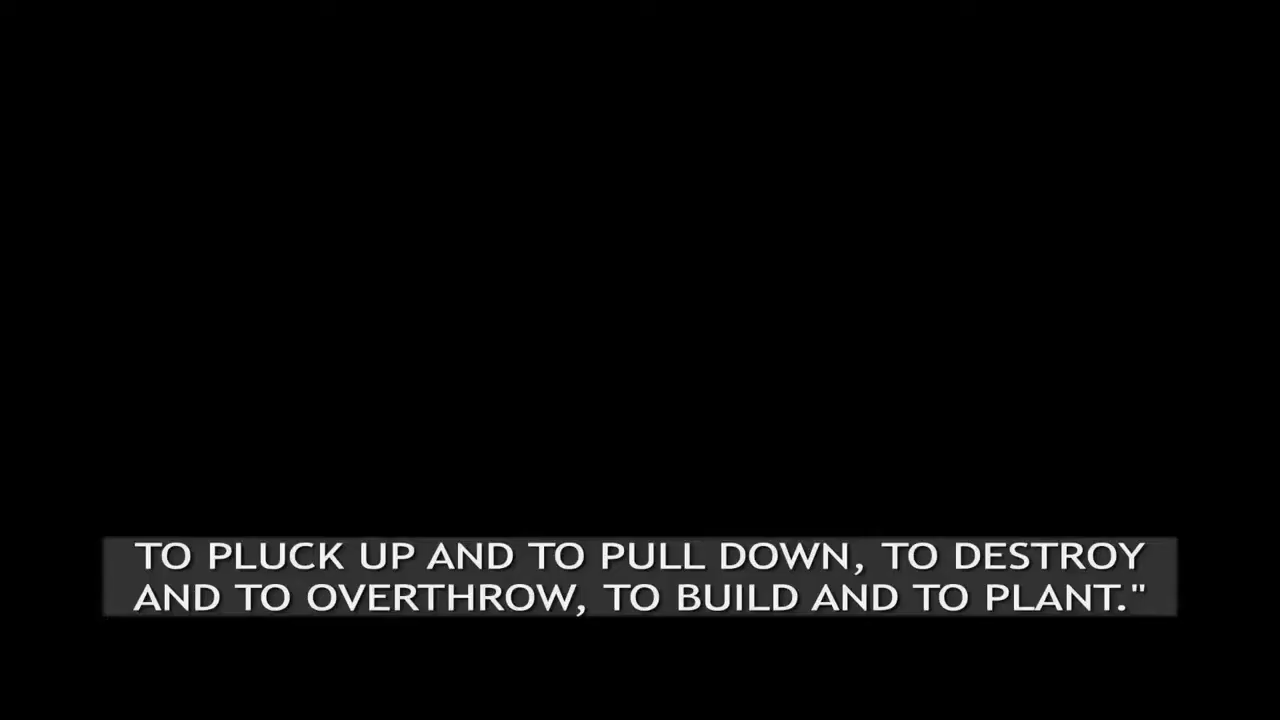 TO PLUCK UP AND TO PULL DOWN, TO DESTROY
AND TO OVERTHROW, TO BUILD AND TO PLANT."